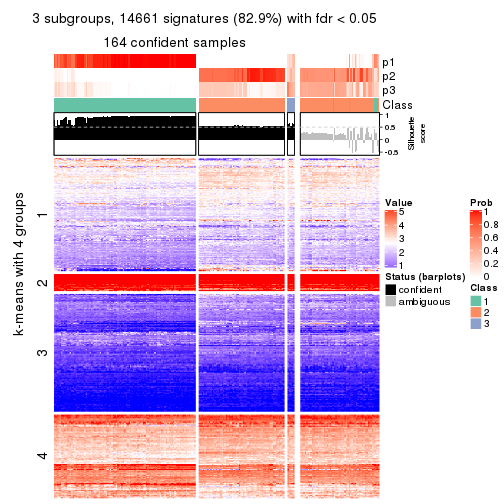 3 subgroups, 14661 signatures (82.9%) with fdr < 0.05
164 confident samples
p1
p2
p3
Class
1
0.5
0
-0.5
Silhouette
score
k-means with 4 groups
1
2
3
4
Value
5
4
3
2
1
Status (barplots)
confident
ambiguous
Prob
1
0.8
0.6
0.4
0.2
0
Class
1
2
3